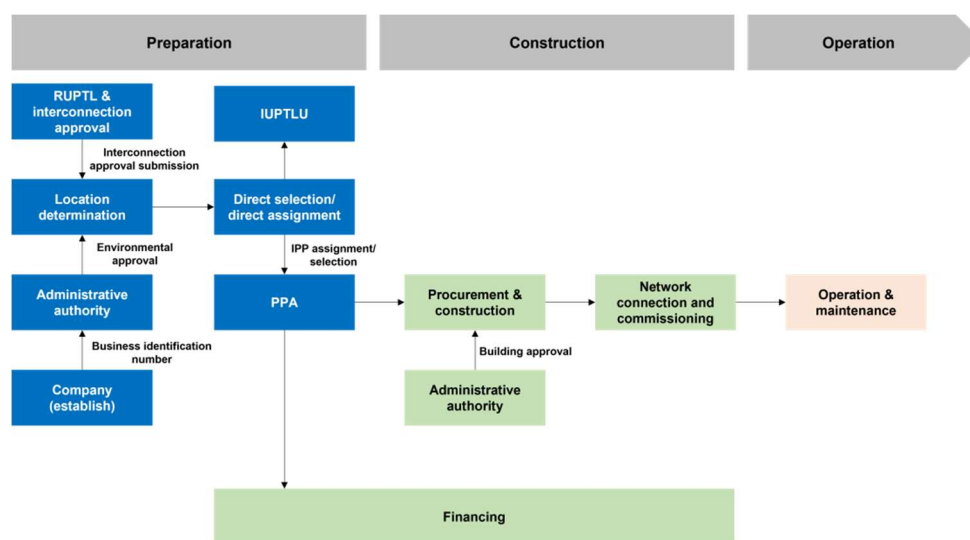 Preparation
Construction
Operation
RUPTL &
interconnection
approval
IUPTLU
Interconnection
approval submission
Location
determination
Direct selection/
direct assignment
Environmental
approval
IPP assignment/
selection
Administrative
authority
PPA
Procurement &
construction
Network
connection and
commissioning
Operation &
maintenance
Business identification
number
Building approval
Company
(establish)
Administrative
authority
Financing